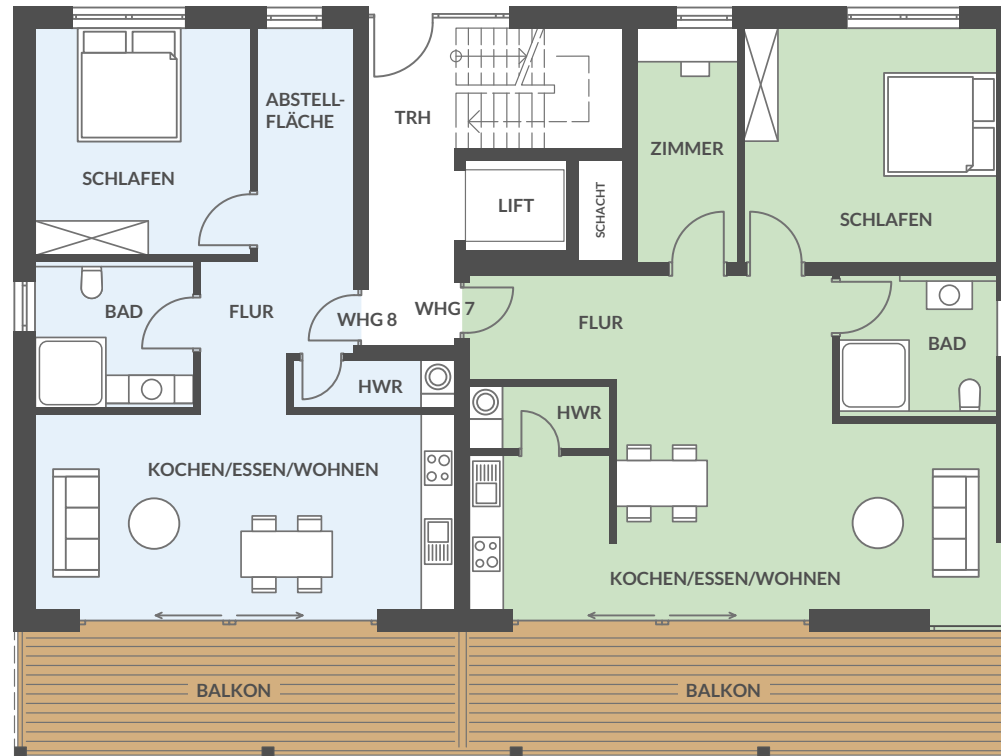 ABSTELL-
FLÄCHE
TRH
ZIMMER
SCHLAFEN
LIFT
SCHACHT
SCHLAFEN
BAD
FLUR
WHG 8
WHG 7
FLUR
BAD
HWR
HWR
KOCHEN/ESSEN/WOHNEN
KOCHEN/ESSEN/WOHNEN
BALKON
BALKON